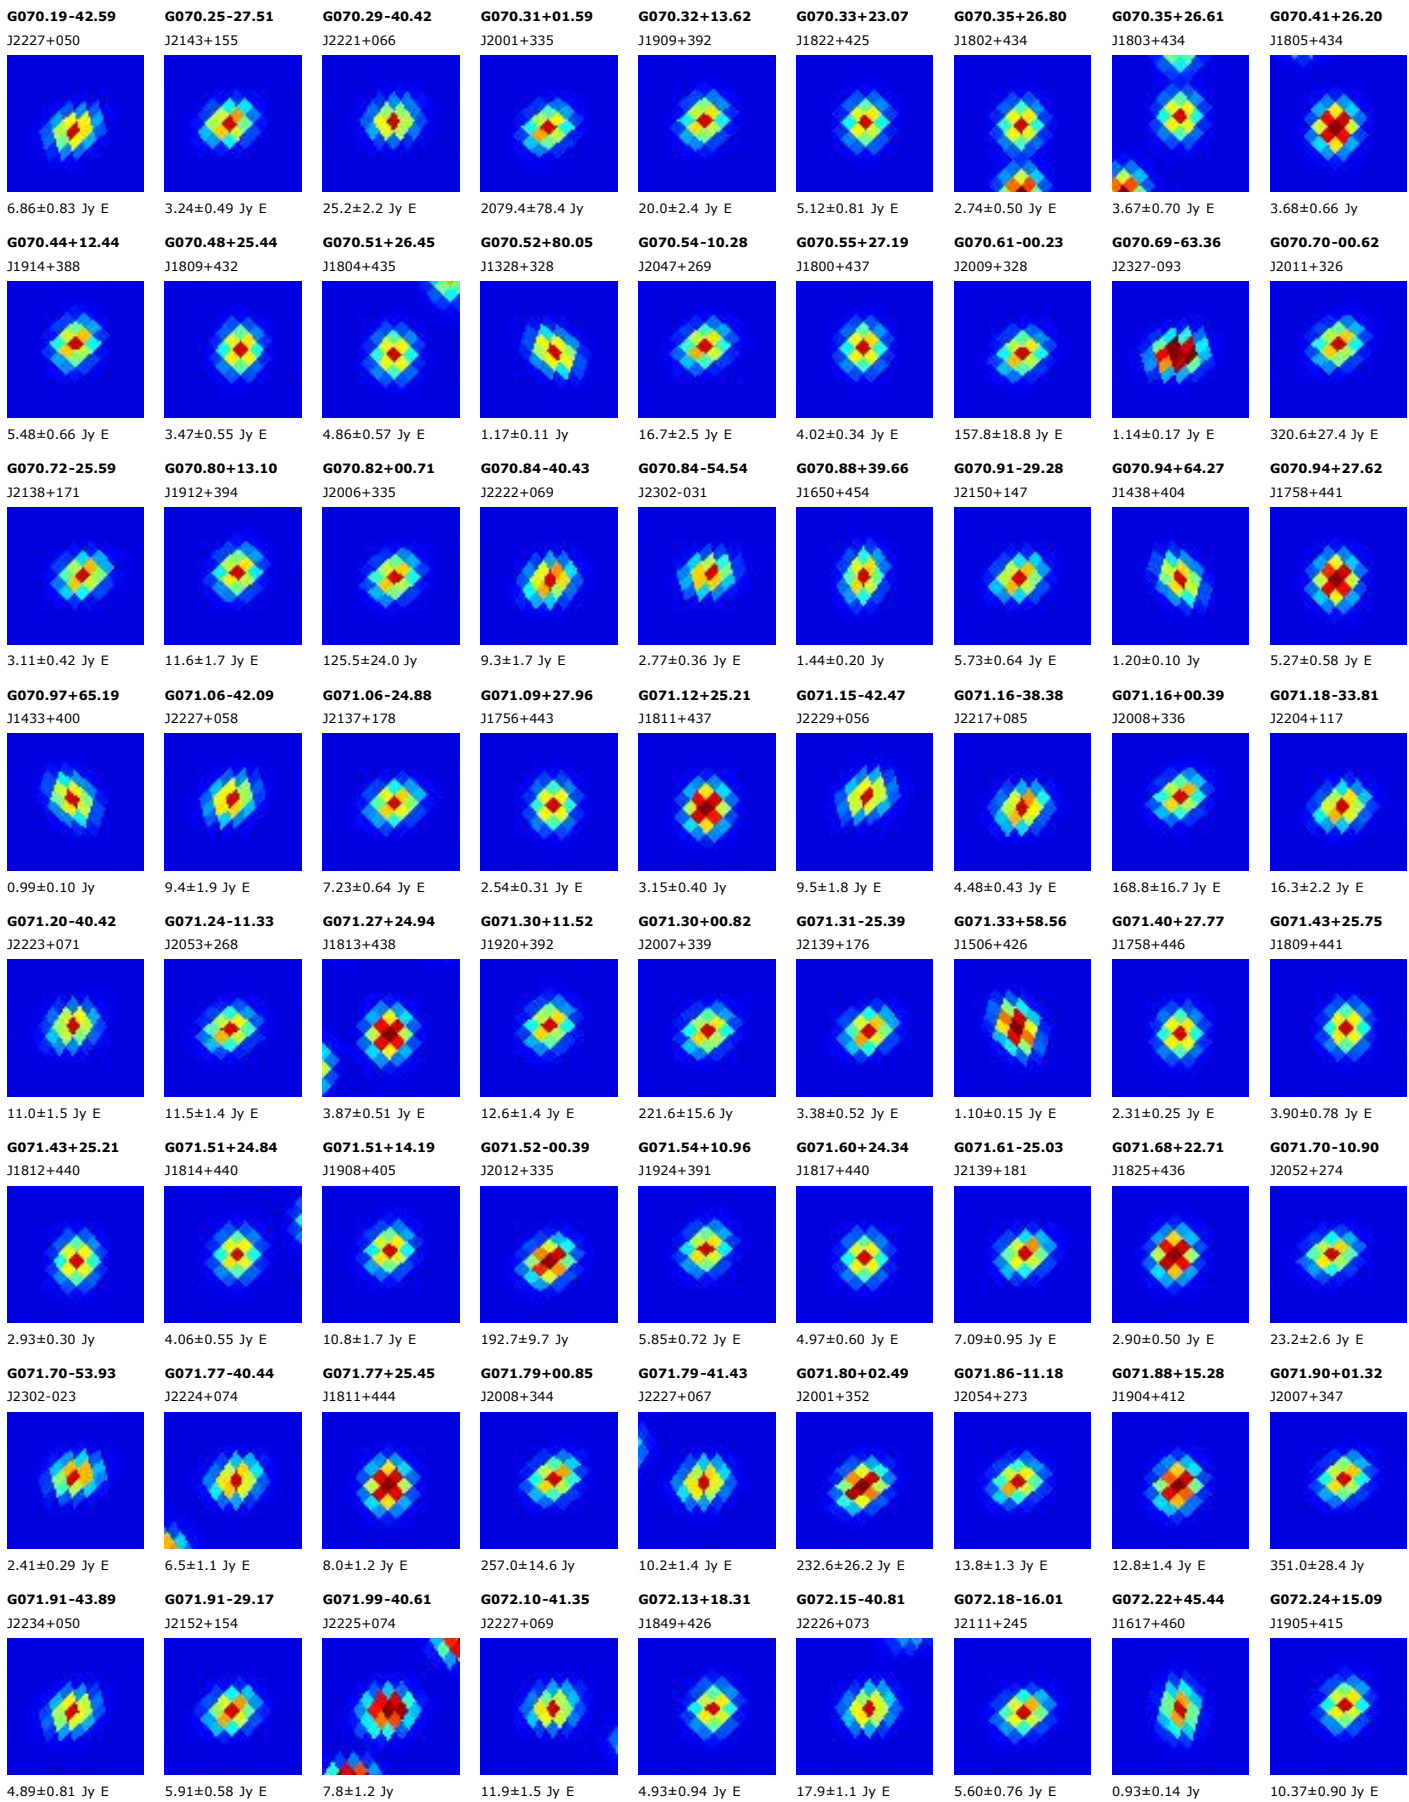 G070.19-42.59 G070.25-27.51 G070.29-40.42 G070.31+01.59 G070.32+13.62 G070.33+23.07 G070.35+26.80 G070.35+26.61 G070.41+26.20
J2227+050 J2143+155 J2221+066 J2001+335 J1909+392 J1822+425 J1802+434 J1803+434 J1805+434
6.86±0.83 Jy E 3.24±0.49 Jy E 25.2±2.2 Jy E 2079.4±78.4 Jy 20.0±2.4 Jy E 5.12±0.81 Jy E 2.74±0.50 Jy E 3.67±0.70 Jy E 3.68±0.66 Jy
G070.44+12.44 G070.48+25.44 G070.51+26.45 G070.52+80.05 G070.54-10.28 G070.55+27.19 G070.61-00.23 G070.69-63.36 G070.70-00.62
J1914+388 J1809+432 J1804+435 J1328+328 J2047+269 J1800+437 J2009+328 J2327-093 J2011+326
5.48±0.66 Jy E 3.47±0.55 Jy E 4.86±0.57 Jy E 1.17±0.11 Jy 16.7±2.5 Jy E 4.02±0.34 Jy E 157.8±18.8 Jy E 1.14±0.17 Jy E 320.6±27.4 Jy E
G070.72-25.59 G070.80+13.10 G070.82+00.71 G070.84-40.43 G070.84-54.54 G070.88+39.66 G070.91-29.28 G070.94+64.27 G070.94+27.62
J2138+171 J1912+394 J2006+335 J2222+069 J2302-031 J1650+454 J2150+147 J1438+404 J1758+441
3.11±0.42 Jy E 11.6±1.7 Jy E 125.5±24.0 Jy 9.3±1.7 Jy E 2.77±0.36 Jy E 1.44±0.20 Jy 5.73±0.64 Jy E 1.20±0.10 Jy 5.27±0.58 Jy E
G070.97+65.19 G071.06-42.09 G071.06-24.88 G071.09+27.96 G071.12+25.21 G071.15-42.47 G071.16-38.38 G071.16+00.39 G071.18-33.81
J1433+400 J2227+058 J2137+178 J1756+443 J1811+437 J2229+056 J2217+085 J2008+336 J2204+117
0.99±0.10 Jy 9.4±1.9 Jy E 7.23±0.64 Jy E 2.54±0.31 Jy E 3.15±0.40 Jy 9.5±1.8 Jy E 4.48±0.43 Jy E 168.8±16.7 Jy E 16.3±2.2 Jy E
G071.20-40.42 G071.24-11.33 G071.27+24.94 G071.30+11.52 G071.30+00.82 G071.31-25.39 G071.33+58.56 G071.40+27.77 G071.43+25.75
J2223+071 J2053+268 J1813+438 J1920+392 J2007+339 J2139+176 J1506+426 J1758+446 J1809+441
11.0±1.5 Jy E 11.5±1.4 Jy E 3.87±0.51 Jy E 12.6±1.4 Jy E 221.6±15.6 Jy 3.38±0.52 Jy E 1.10±0.15 Jy E 2.31±0.25 Jy E 3.90±0.78 Jy E
G071.43+25.21 G071.51+24.84 G071.51+14.19 G071.52-00.39 G071.54+10.96 G071.60+24.34 G071.61-25.03 G071.68+22.71 G071.70-10.90
J1812+440 J1814+440 J1908+405 J2012+335 J1924+391 J1817+440 J2139+181 J1825+436 J2052+274
2.93±0.30 Jy 4.06±0.55 Jy E 10.8±1.7 Jy E 192.7±9.7 Jy 5.85±0.72 Jy E 4.97±0.60 Jy E 7.09±0.95 Jy E 2.90±0.50 Jy E 23.2±2.6 Jy E
G071.70-53.93 G071.77-40.44 G071.77+25.45 G071.79+00.85 G071.79-41.43 G071.80+02.49 G071.86-11.18 G071.88+15.28 G071.90+01.32
J2302-023 J2224+074 J1811+444 J2008+344 J2227+067 J2001+352 J2054+273 J1904+412 J2007+347
2.41±0.29 Jy E 6.5±1.1 Jy E 8.0±1.2 Jy E 257.0±14.6 Jy 10.2±1.4 Jy E 232.6±26.2 Jy E 13.8±1.3 Jy E 12.8±1.4 Jy E 351.0±28.4 Jy
G071.91-43.89 G071.91-29.17 G071.99-40.61 G072.10-41.35 G072.13+18.31 G072.15-40.81 G072.18-16.01 G072.22+45.44 G072.24+15.09
J2234+050 J2152+154 J2225+074 J2227+069 J1849+426 J2226+073 J2111+245 J1617+460 J1905+415
4.89±0.81 Jy E 5.91±0.58 Jy E 7.8±1.2 Jy 11.9±1.5 Jy E 4.93±0.94 Jy E 17.9±1.1 Jy E 5.60±0.76 Jy E 0.93±0.14 Jy 10.37±0.90 Jy E